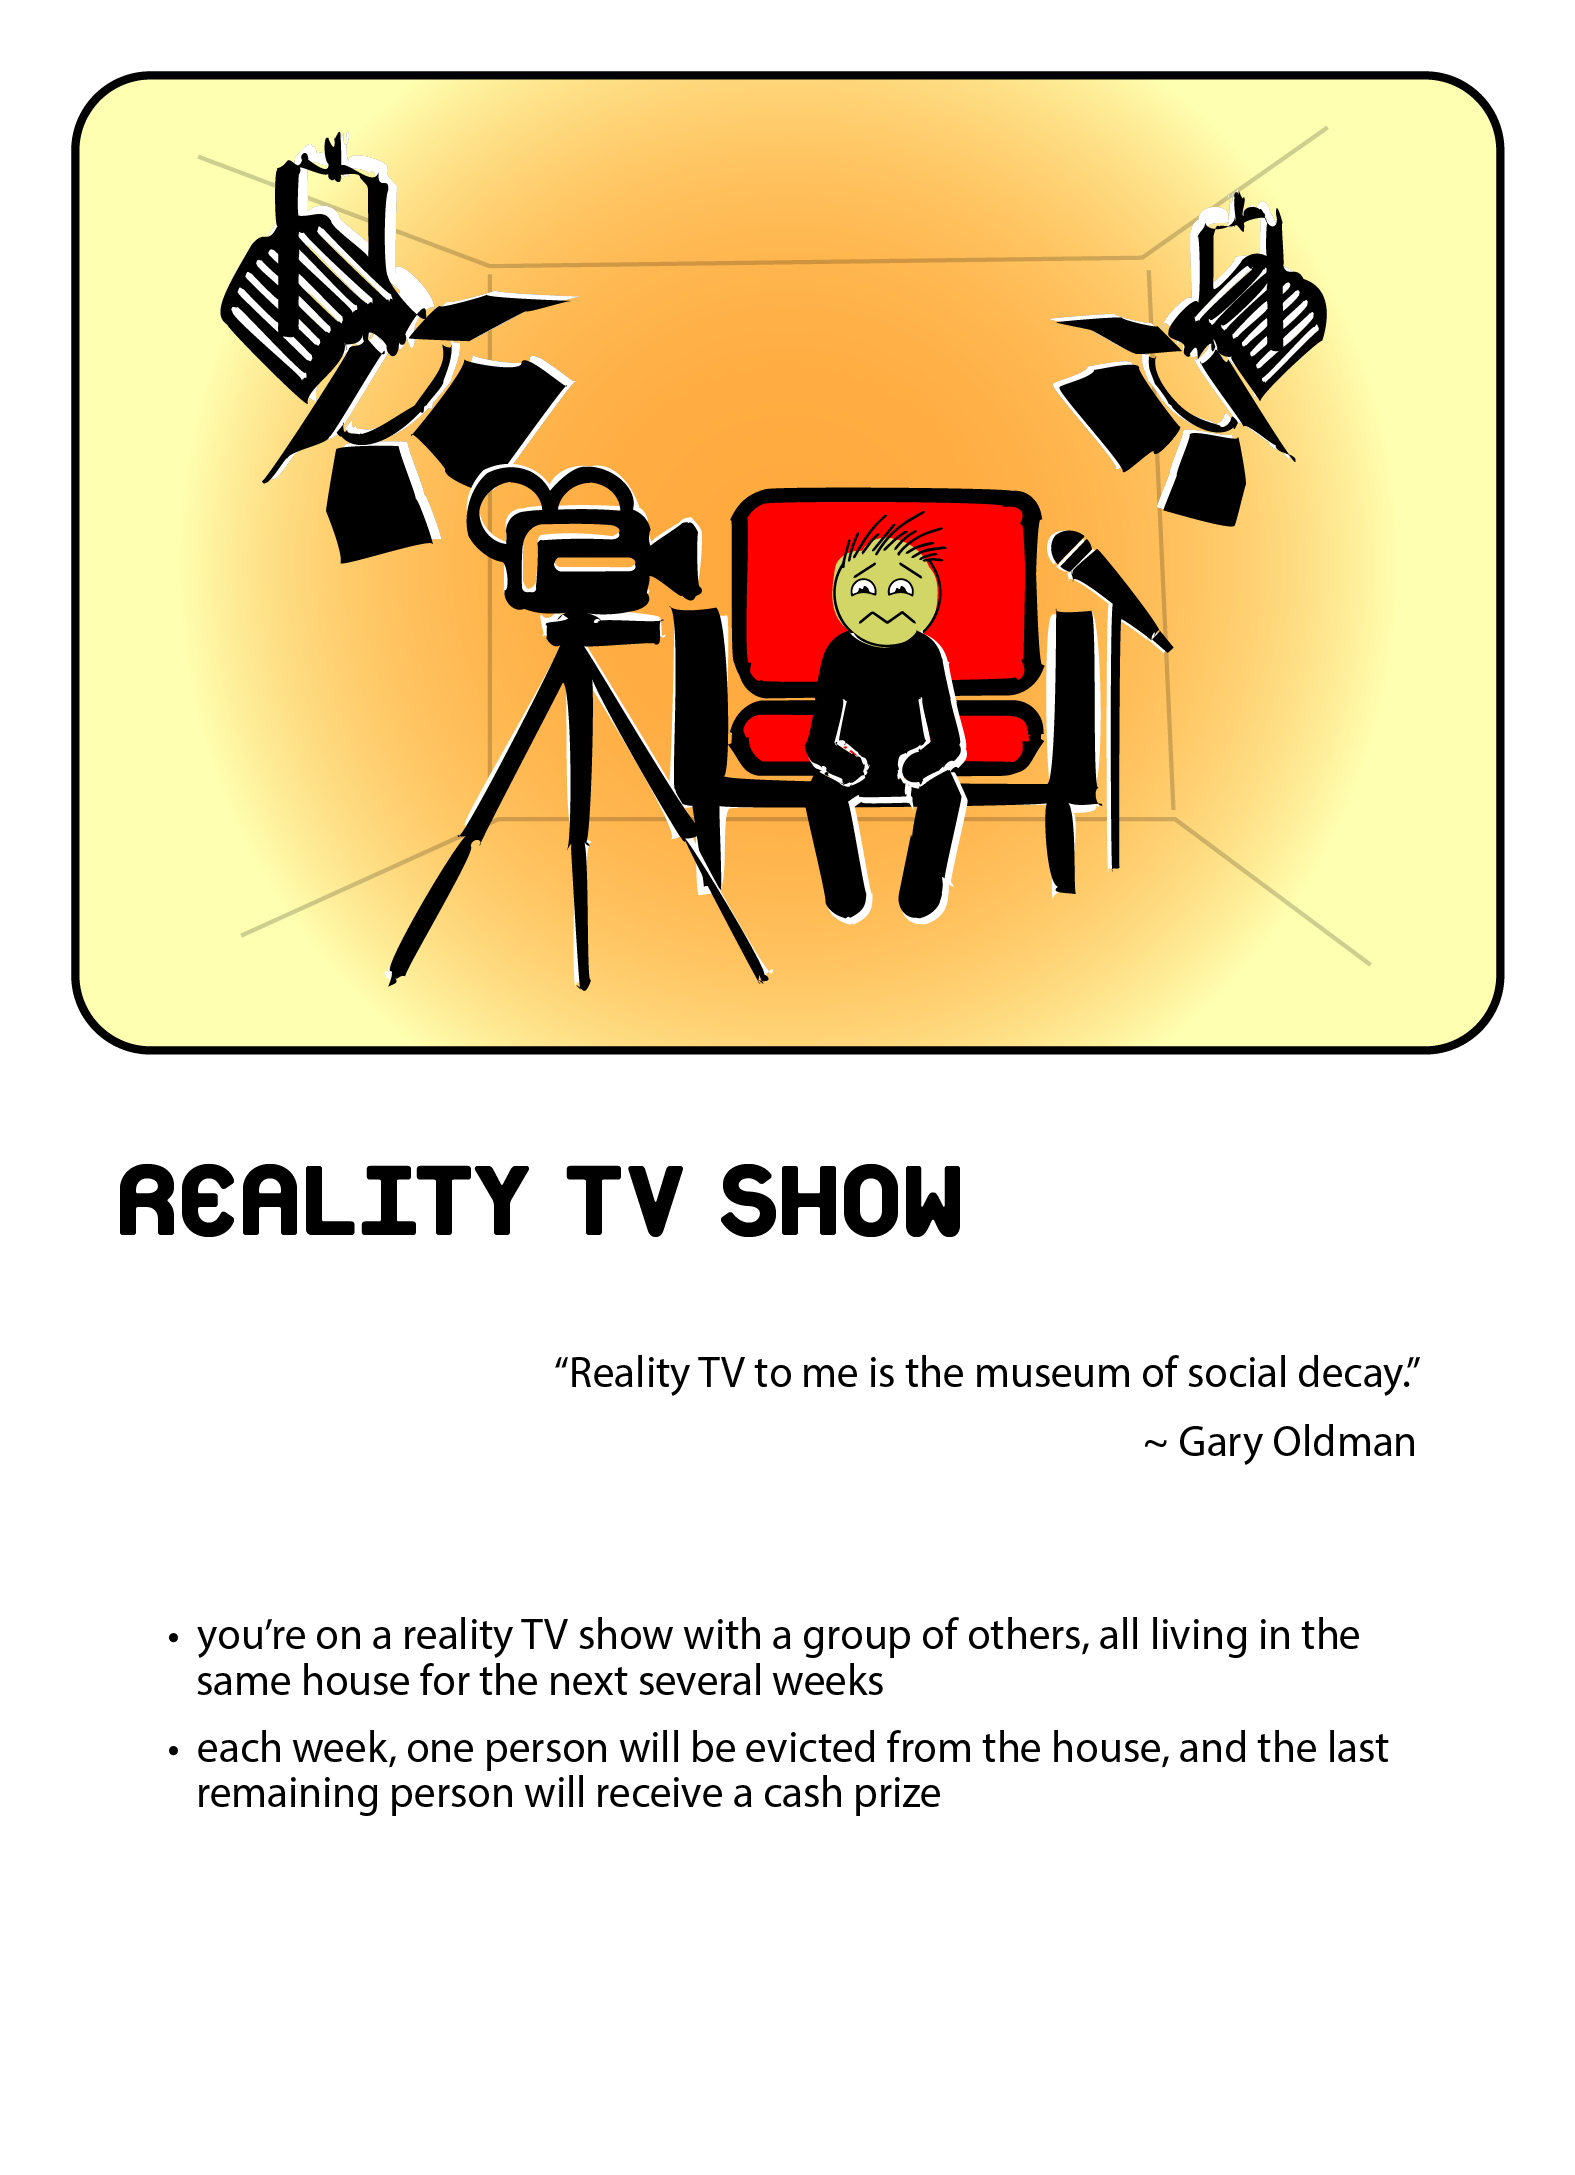 REALITY TV SHOW
“Reality TV to me is the museum of social decay.”
~ Gary Oldman
• you’re on a reality TV show with a group of others, all living in the
same house for the next several weeks
• each week, one person will be evicted from the house, and the last
remaining person will receive a cash prize